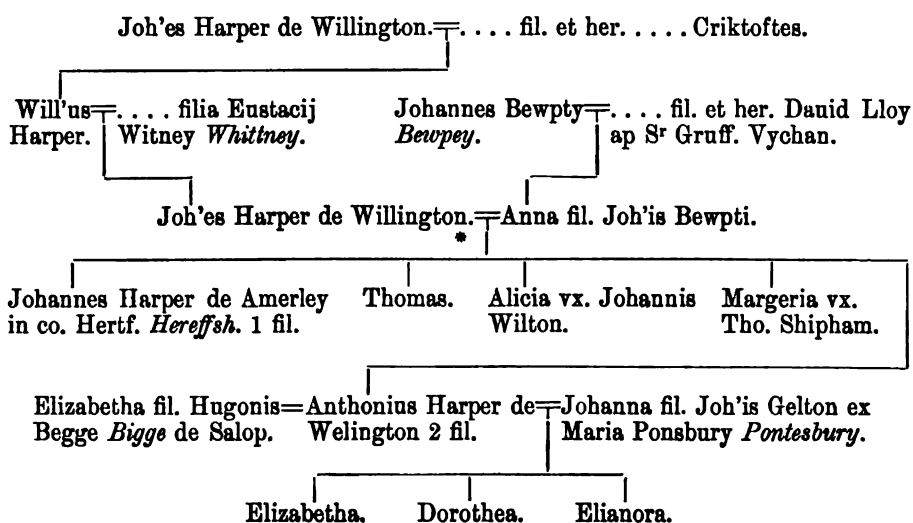 Joh'es Harper de Willington.=. . . . fil. et her. . . . . Criktoftes.
Will'us=. . . . filia Eustacij
Harper. Witney Whittney.
Johannes Bewpty=. . . . fil. et her. Dauid Lloy
Bewpey. ap Sr Gruff. Vychan.
Joh'es Harper de Willington.=Anna fil. Joh'is Bewpti.
*
Johannes Harper de Amerley
in co. Hertf. Hereffsh. 1 fil.
Thomas.
Alicia vx. Johannis
Wilton.
Margeria vx.
Tho. Shipham.
Elizabetha fil. Hugonis=Anthonius Harper de=Johanna fil. Joh'is Gelton ex
Begge Bigge de Salop. Welington 2 fil. Maria Ponsbury Pontesbury.
Elizabetha. Dorothea. Elianora.